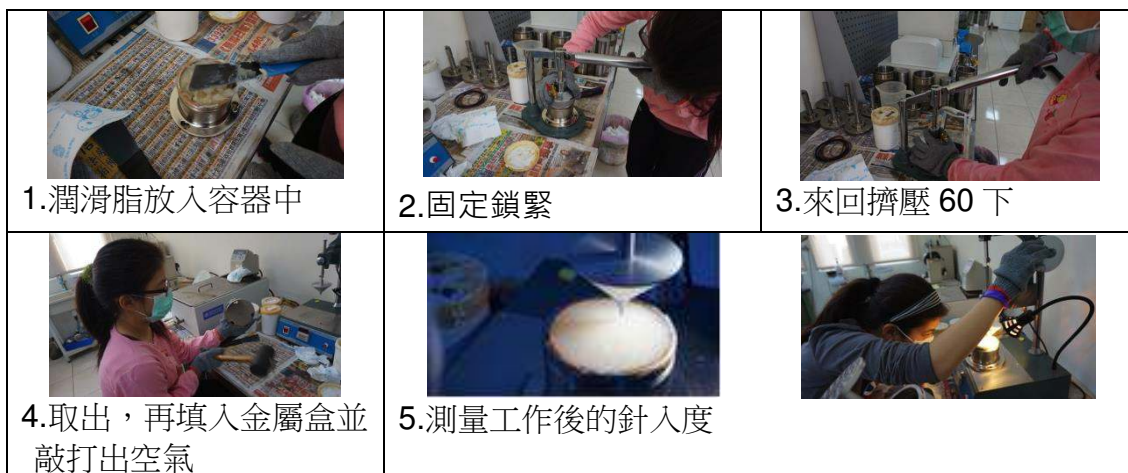 1.潤滑脂放入容器中
2.固定鎖緊
3.來回擠壓 60 下
4.取出，再填入金屬盒並
敲打出空氣
5.測量工作後的針入度